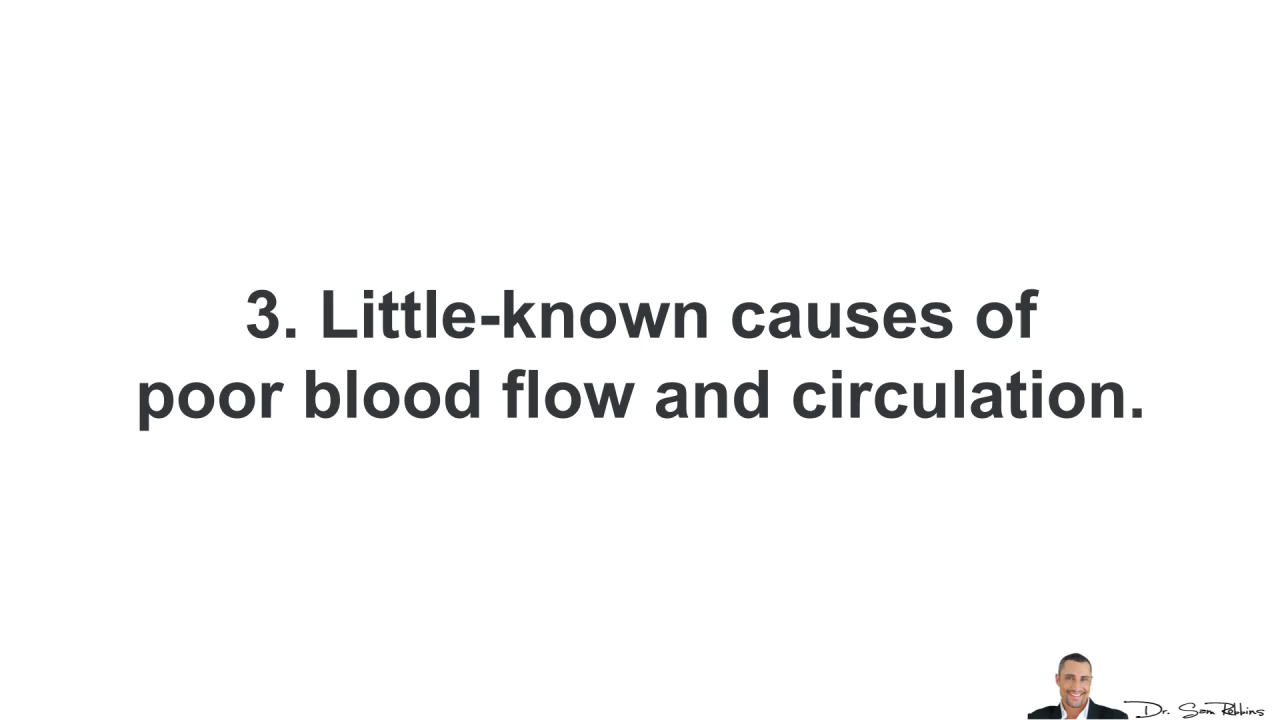 3. Little-known causes of
poor blood flow and circulation.
Dr. Sam Robbins